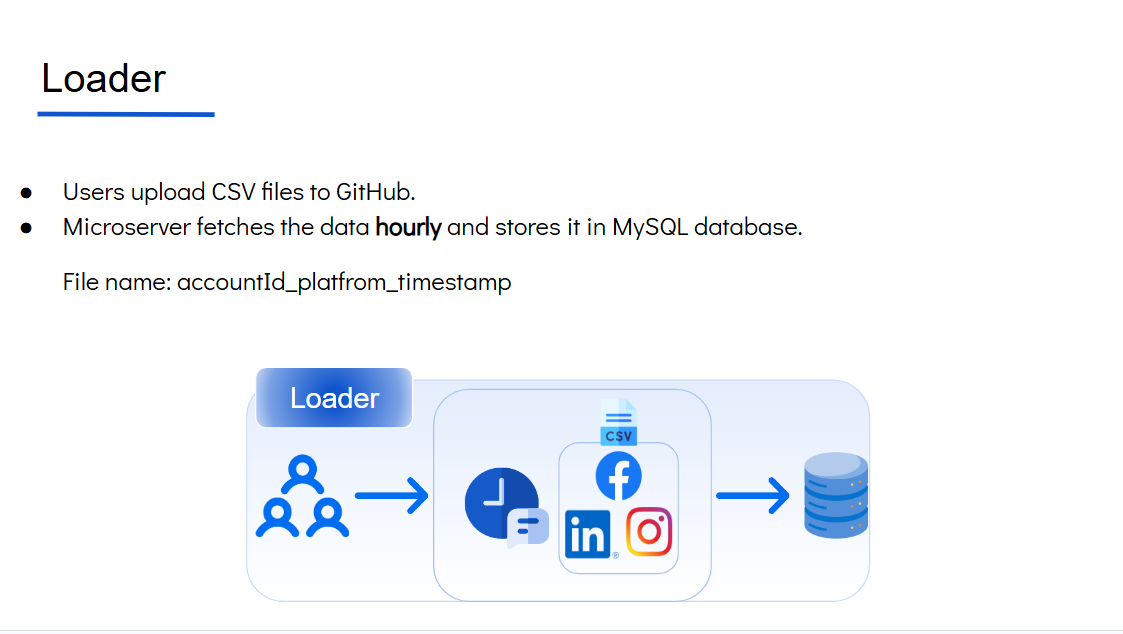 Loader
● Users upload CSV files to GitHub.
● Microserver fetches the data hourly and stores it in MySQL database.
File name: accountId_platfrom_timestamp
Loader
CSV
in